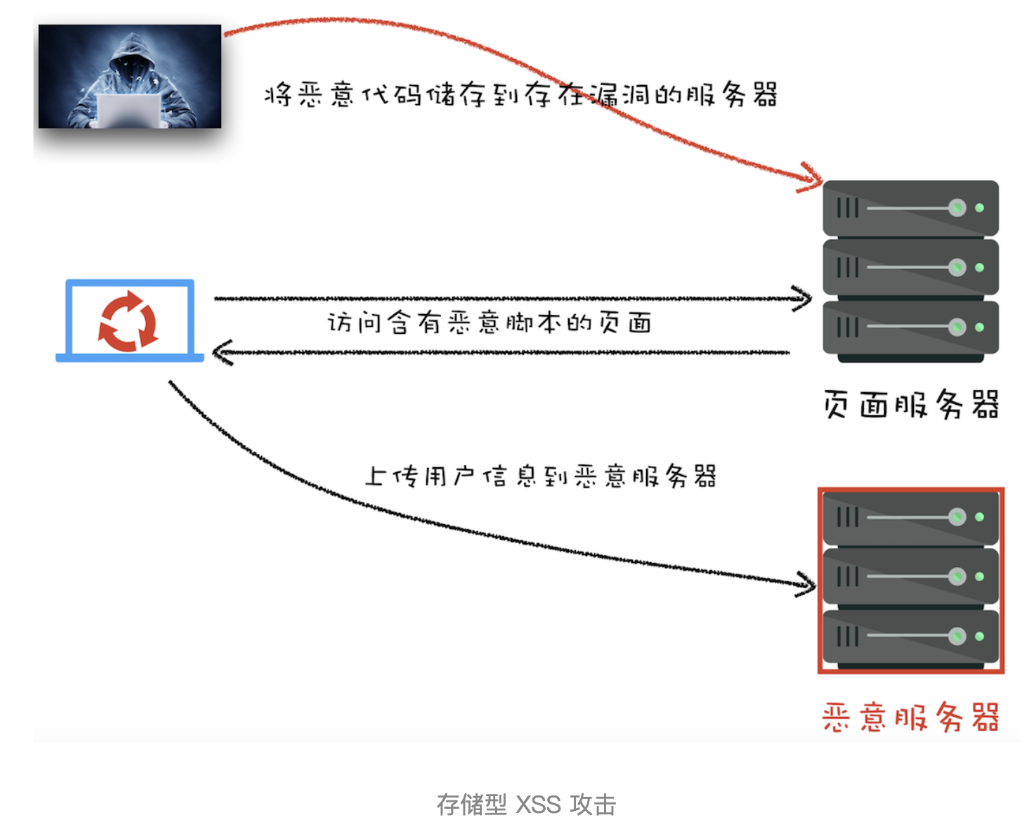 将恶意代码储存到存在漏洞的服务器
访问含有恶意脚本的页面
页面服务器
上传用户信息到恶意服务器
恶意服务器
存储型 XSS 攻击